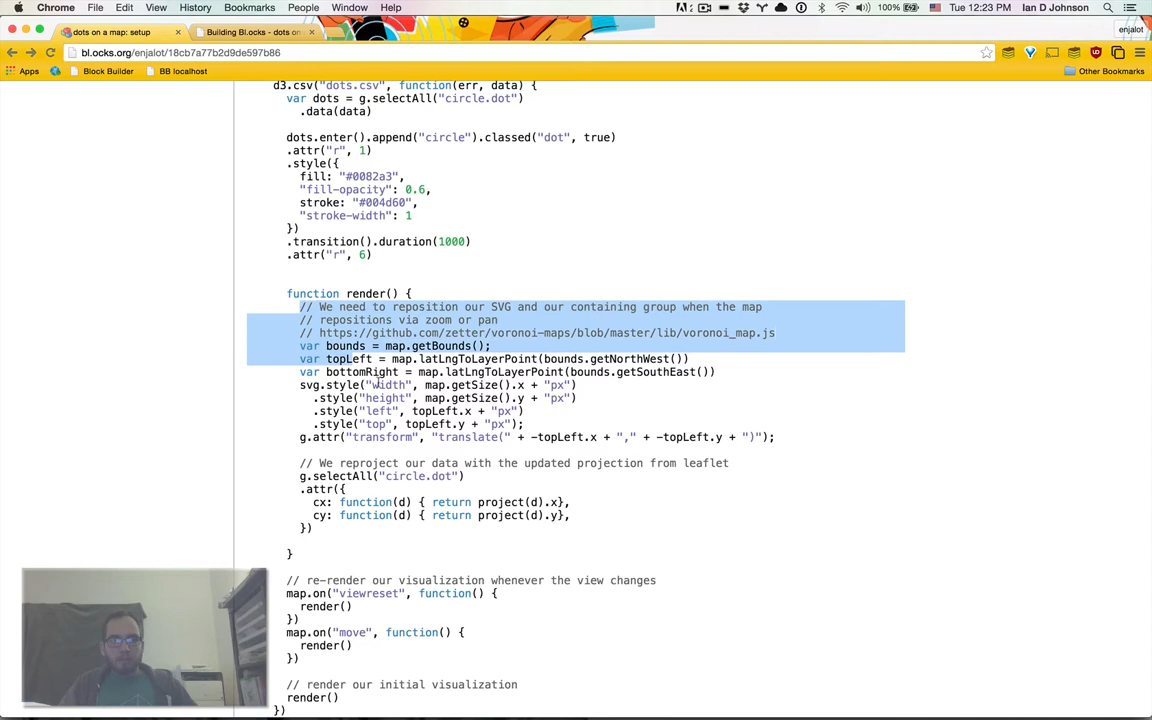 Chrome File Edit View History Bookmarks People Window Help 100% Tue 12:23 PM Ian D Johnson
dots on a map: setup Building Bl.ocks - dots on enjalot
bl.ocks.org/enjalot/18cb7a77b2d9de597b86
Apps Block Builder BB localhost Other Bookmarks
d3.csv("dots.csv", function(err, data) {
var dots = g.selectAll("circle.dot")
.data(data)
dots.enter().append("circle").classed("dot", true)
.attr("r", 1)
.style({
fill: "#0082a3",
"fill-opacity": 0.6,
stroke: "#004d60",
"stroke-width": 1
})
.transition().duration(1000)
.attr("r", 6)
function render() {
// We need to reposition our SVG and our containing group when the map
// repositions via zoom or pan
// https://github.com/zetter/voronoi-maps/blob/master/lib/voronoi_map.js
var bounds = map.getBounds();
var topLeft = map.latLngToLayerPoint(bounds.getNorthWest())
var bottomRight = map.latLngToLayerPoint(bounds.getSouthEast())
svg.style("width", map.getSize().x + "px")
.style("height", map.getSize().y + "px")
.style("left", topLeft.x + "px")
.style("top", topLeft.y + "px");
g.attr("transform", "translate(" + -topLeft.x + "," + -topLeft.y + ")");
// We reproject our data with the updated projection from leaflet
g.selectAll("circle.dot")
.attr({
cx: function(d) { return project(d).x},
cy: function(d) { return project(d).y},
})
}
// re-render our visualization whenever the view changes
map.on("viewreset", function() {
render()
})
map.on("move", function() {
render()
})
// render our initial visualization
render()
})